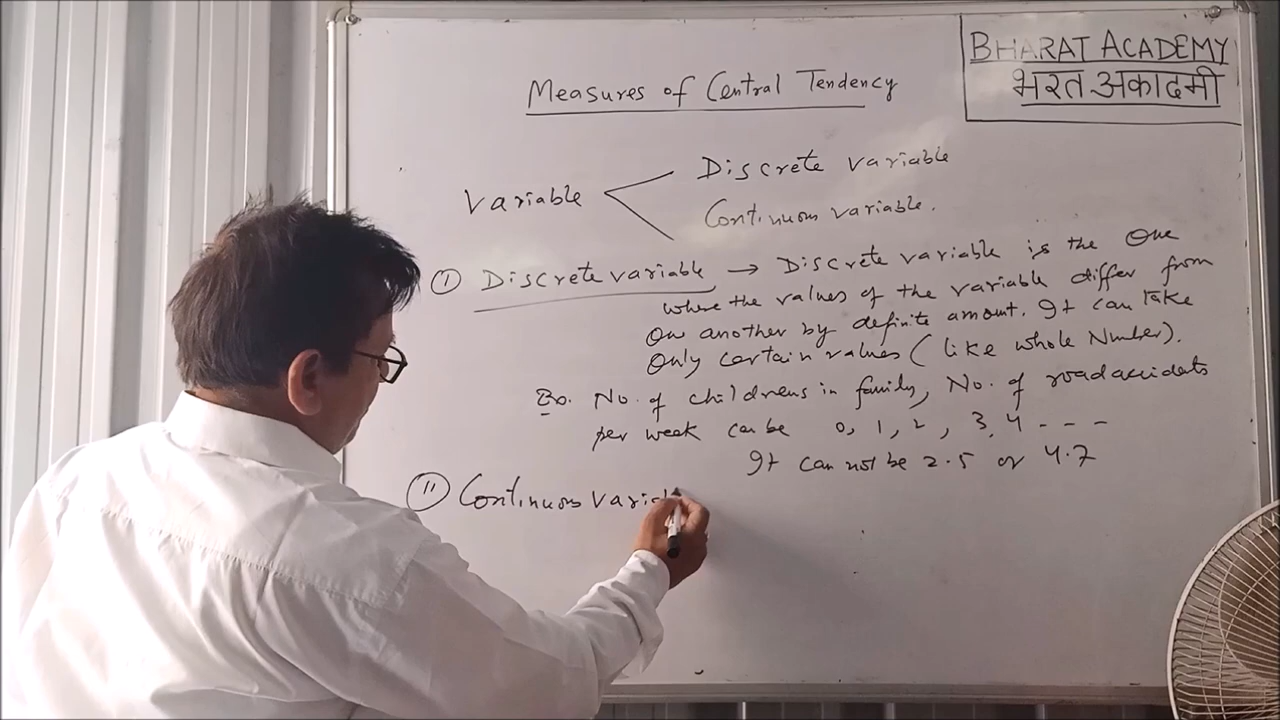 BHARAT ACADEMY
भारत अकादमी
Measures of Central Tendency
Variable
Discrete variable
Continuous variable.
① Discrete variable → Discrete variable is the One
where the values of the variable differ from
One another by definite amount. It can Take
Only certain values (like whole Number).
Ex. No. of childrens in family, No. of road accidents
per week can be 0, 1, 2, 3, 4 - - -
It can not be 2.5 or 4.7
⑪ Continuous Variab